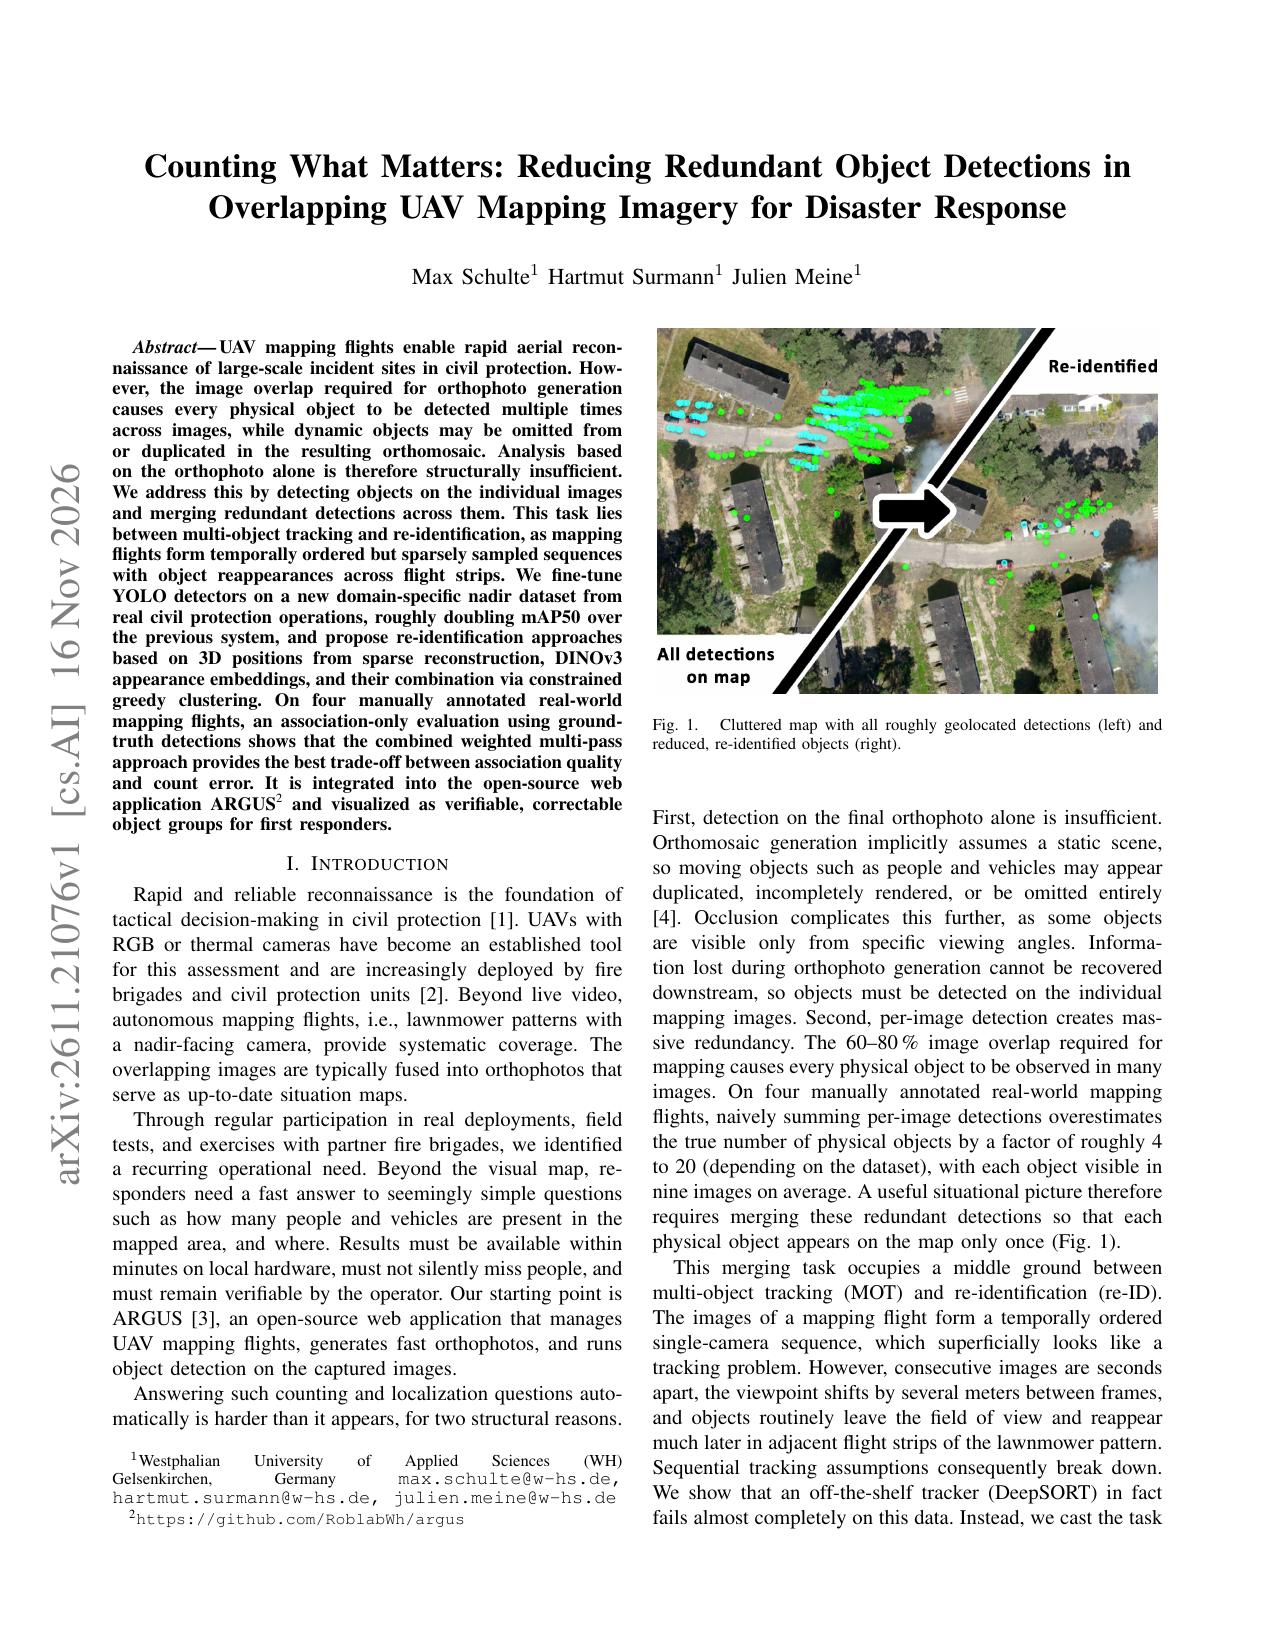 Counting What Matters: Reducing Redundant Object Detections in
Overlapping UAV Mapping Imagery for Disaster Response
Max Schulte1 Hartmut Surmann1 Julien Meine1
arXiv:2611.21076v1 [cs.AI] 16 Nov 2026
Abstract—UAV mapping flights enable rapid aerial recon-
naissance of large-scale incident sites in civil protection. How-
ever, the image overlap required for orthophoto generation
causes every physical object to be detected multiple times
across images, while dynamic objects may be omitted from
or duplicated in the resulting orthomosaic. Analysis based
on the orthophoto alone is therefore structurally insufficient.
We address this by detecting objects on the individual images
and merging redundant detections across them. This task lies
between multi-object tracking and re-identification, as mapping
flights form temporally ordered but sparsely sampled sequences
with object reappearances across flight strips. We fine-tune
YOLO detectors on a new domain-specific nadir dataset from
real civil protection operations, roughly doubling mAP50 over
the previous system, and propose re-identification approaches
based on 3D positions from sparse reconstruction, DINOv3
appearance embeddings, and their combination via constrained
greedy clustering. On four manually annotated real-world
mapping flights, an association-only evaluation using ground-
truth detections shows that the combined weighted multi-pass
approach provides the best trade-off between association quality
and count error. It is integrated into the open-source web
application ARGUS2 and visualized as verifiable, correctable
object groups for first responders.
I. INTRODUCTION
Rapid and reliable reconnaissance is the foundation of
tactical decision-making in civil protection [1]. UAVs with
RGB or thermal cameras have become an established tool
for this assessment and are increasingly deployed by fire
brigades and civil protection units [2]. Beyond live video,
autonomous mapping flights, i.e., lawnmower patterns with
a nadir-facing camera, provide systematic coverage. The
overlapping images are typically fused into orthophotos that
serve as up-to-date situation maps.
Through regular participation in real deployments, field
tests, and exercises with partner fire brigades, we identified
a recurring operational need. Beyond the visual map, re-
sponders need a fast answer to seemingly simple questions
such as how many people and vehicles are present in the
mapped area, and where. Results must be available within
minutes on local hardware, must not silently miss people, and
must remain verifiable by the operator. Our starting point is
ARGUS [3], an open-source web application that manages
UAV mapping flights, generates fast orthophotos, and runs
object detection on the captured images.
Answering such counting and localization questions auto-
matically is harder than it appears, for two structural reasons.
1Westphalian University of Applied Sciences (WH)
Gelsenkirchen, Germany max.schulte@w-hs.de,
hartmut.surmann@w-hs.de, julien.meine@w-hs.de
2https://github.com/RoblabWh/argus
Re-identified
All detections
on map
Fig. 1. Cluttered map with all roughly geolocated detections (left) and
reduced, re-identified objects (right).
First, detection on the final orthophoto alone is insufficient.
Orthomosaic generation implicitly assumes a static scene,
so moving objects such as people and vehicles may appear
duplicated, incompletely rendered, or be omitted entirely
[4]. Occlusion complicates this further, as some objects
are visible only from specific viewing angles. Informa-
tion lost during orthophoto generation cannot be recovered
downstream, so objects must be detected on the individual
mapping images. Second, per-image detection creates mas-
sive redundancy. The 60–80 % image overlap required for
mapping causes every physical object to be observed in many
images. On four manually annotated real-world mapping
flights, naively summing per-image detections overestimates
the true number of physical objects by a factor of roughly 4
to 20 (depending on the dataset), with each object visible in
nine images on average. A useful situational picture therefore
requires merging these redundant detections so that each
physical object appears on the map only once (Fig. 1).
This merging task occupies a middle ground between
multi-object tracking (MOT) and re-identification (re-ID).
The images of a mapping flight form a temporally ordered
single-camera sequence, which superficially looks like a
tracking problem. However, consecutive images are seconds
apart, the viewpoint shifts by several meters between frames,
and objects routinely leave the field of view and reappear
much later in adjacent flight strips of the lawnmower pattern.
Sequential tracking assumptions consequently break down.
We show that an off-the-shelf tracker (DeepSORT) in fact
fails almost completely on this data. Instead, we cast the task